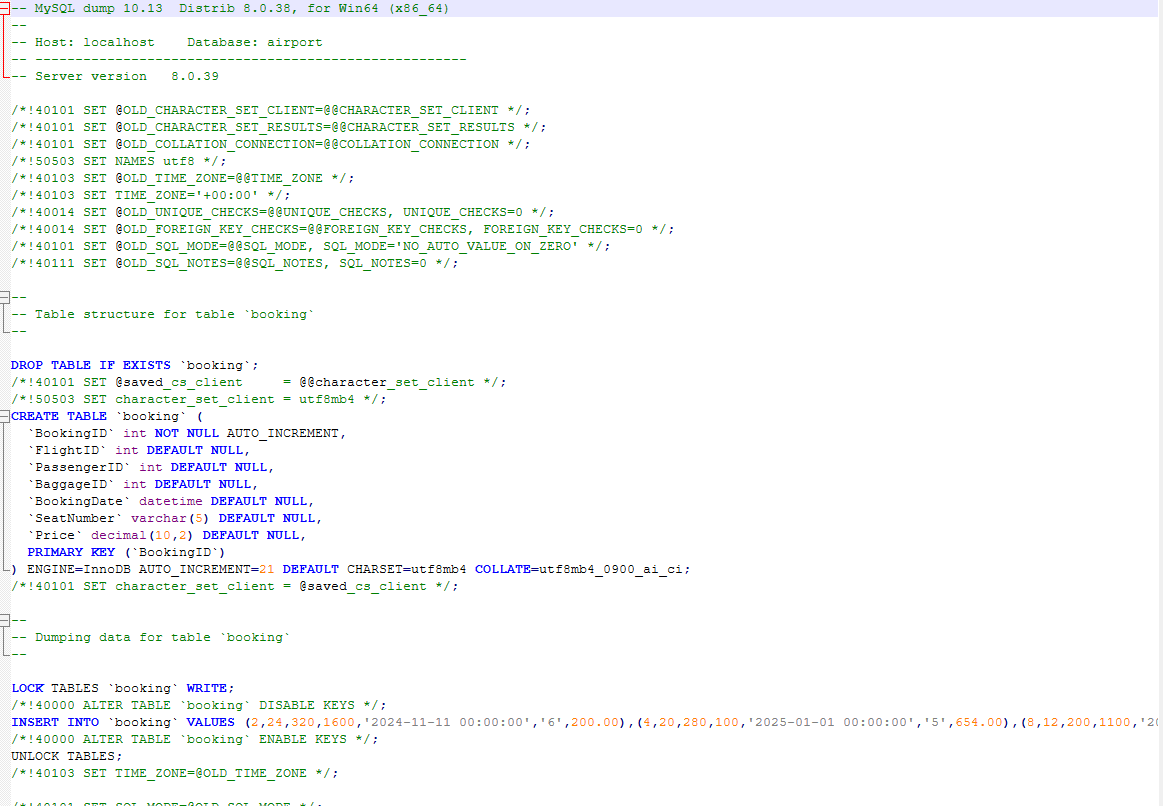 -- MySQL dump 10.13  Distrib 8.0.38, for Win64 (x86_64)
--
-- Host: localhost    Database: airport
-- ------------------------------------------------------
-- Server version	8.0.39

/*!40101 SET @OLD_CHARACTER_SET_CLIENT=@@CHARACTER_SET_CLIENT */;
/*!40101 SET @OLD_CHARACTER_SET_RESULTS=@@CHARACTER_SET_RESULTS */;
/*!40101 SET @OLD_COLLATION_CONNECTION=@@COLLATION_CONNECTION */;
/*!50503 SET NAMES utf8 */;
/*!40103 SET @OLD_TIME_ZONE=@@TIME_ZONE */;
/*!40103 SET TIME_ZONE='+00:00' */;
/*!40014 SET @OLD_UNIQUE_CHECKS=@@UNIQUE_CHECKS, UNIQUE_CHECKS=0 */;
/*!40014 SET @OLD_FOREIGN_KEY_CHECKS=@@FOREIGN_KEY_CHECKS, FOREIGN_KEY_CHECKS=0 */;
/*!40101 SET @OLD_SQL_MODE=@@SQL_MODE, SQL_MODE='NO_AUTO_VALUE_ON_ZERO' */;
/*!40111 SET @OLD_SQL_NOTES=@@SQL_NOTES, SQL_NOTES=0 */;

--
-- Table structure for table `booking`
--

DROP TABLE IF EXISTS `booking`;
/*!40101 SET @saved_cs_client     = @@character_set_client */;
/*!50503 SET character_set_client = utf8mb4 */;
CREATE TABLE `booking` (
  `BookingID` int NOT NULL AUTO_INCREMENT,
  `FlightID` int DEFAULT NULL,
  `PassengerID` int DEFAULT NULL,
  `BaggageID` int DEFAULT NULL,
  `BookingDate` datetime DEFAULT NULL,
  `SeatNumber` varchar(5) DEFAULT NULL,
  `Price` decimal(10,2) DEFAULT NULL,
  PRIMARY KEY (`BookingID`)
) ENGINE=InnoDB AUTO_INCREMENT=21 DEFAULT CHARSET=utf8mb4 COLLATE=utf8mb4_0900_ai_ci;
/*!40101 SET character_set_client = @saved_cs_client */;

--
-- Dumping data for table `booking`
--

LOCK TABLES `booking` WRITE;
/*!40000 ALTER TABLE `booking` DISABLE KEYS */;
INSERT INTO `booking` VALUES (2,24,320,1600,'2024-11-11 00:00:00','6',200.00),(4,20,280,100,'2025-01-01 00:00:00','5',654.00),(8,12,200,1100,'20
/*!40000 ALTER TABLE `booking` ENABLE KEYS */;
UNLOCK TABLES;
/*!40103 SET TIME_ZONE=@OLD_TIME_ZONE */;

/*!40101 SET SQL_MODE=@OLD_SQL_MODE */;